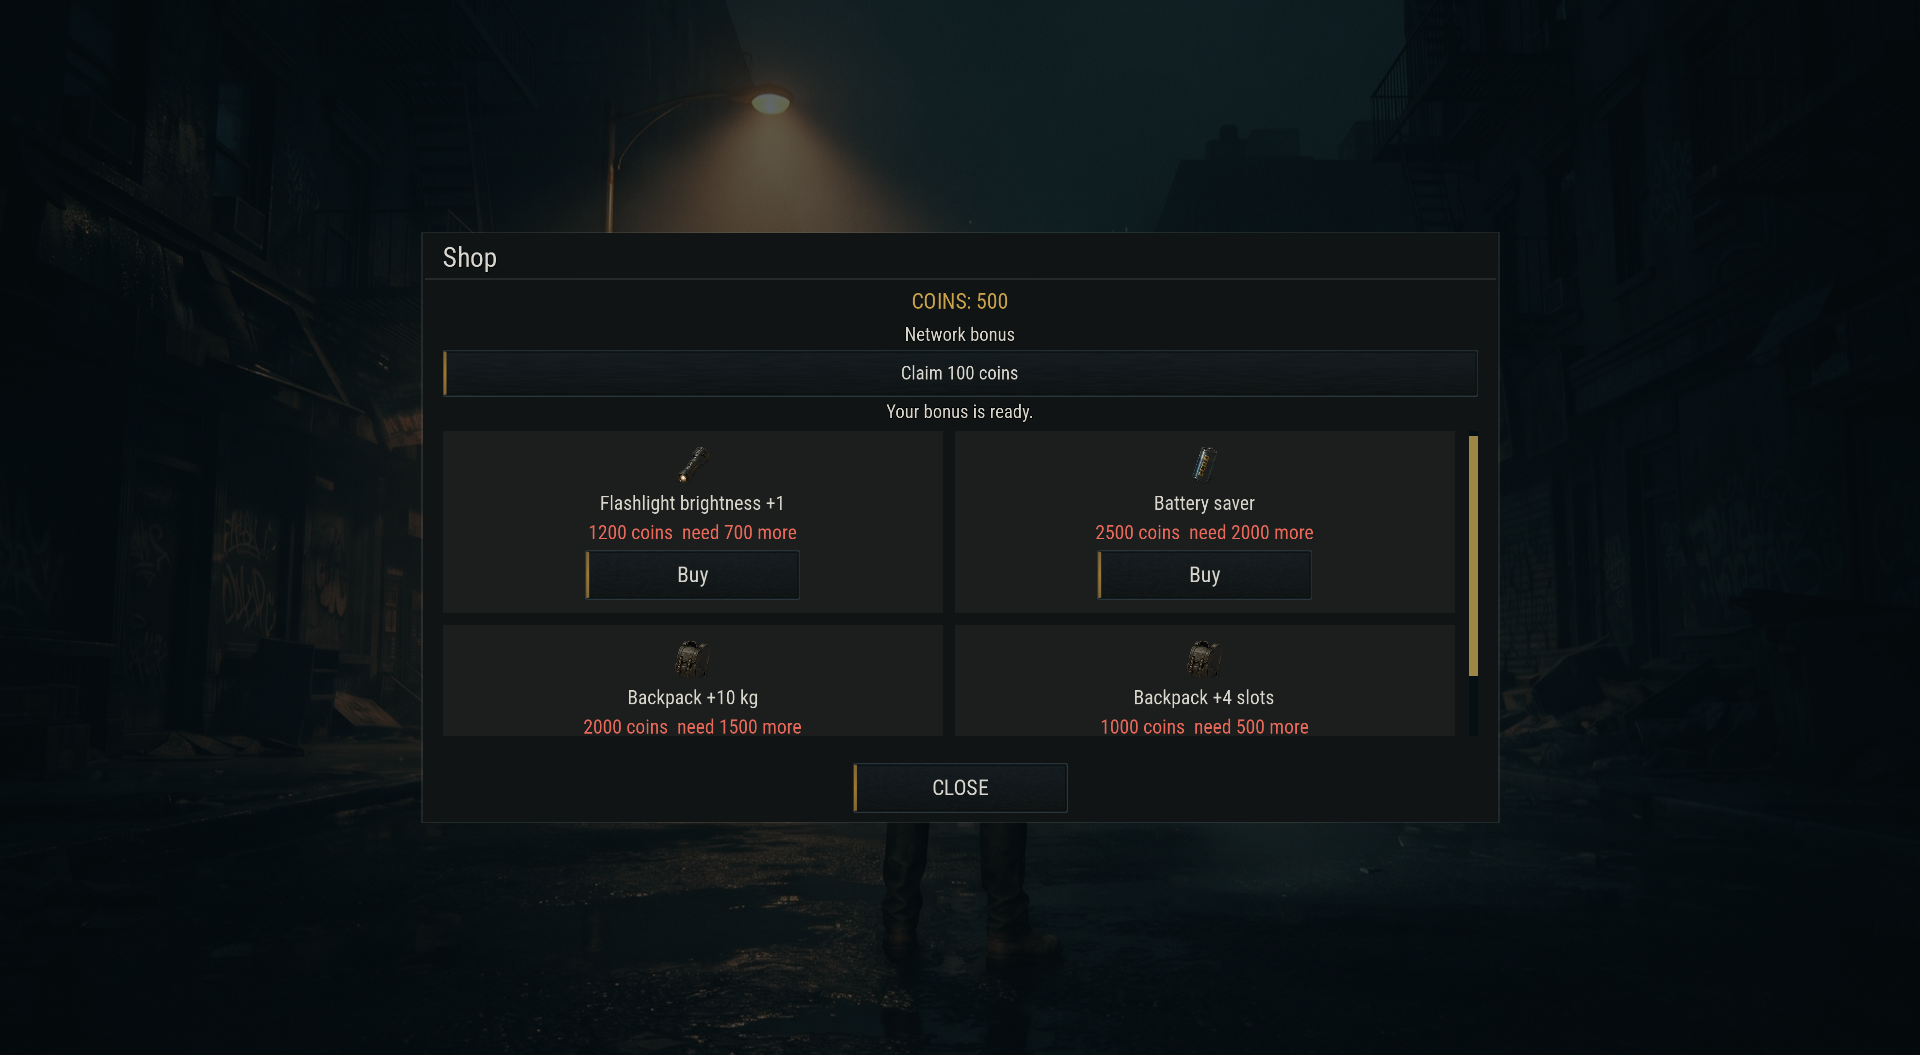 Shop
COINS: 500
Network bonus
Claim 100 coins
Your bonus is ready.
Flashlight brightness +1
1200 coins need 700 more
Buy
Battery saver
2500 coins need 2000 more
Buy
Backpack +10 kg
2000 coins need 1500 more
Backpack +4 slots
1000 coins need 500 more
CLOSE